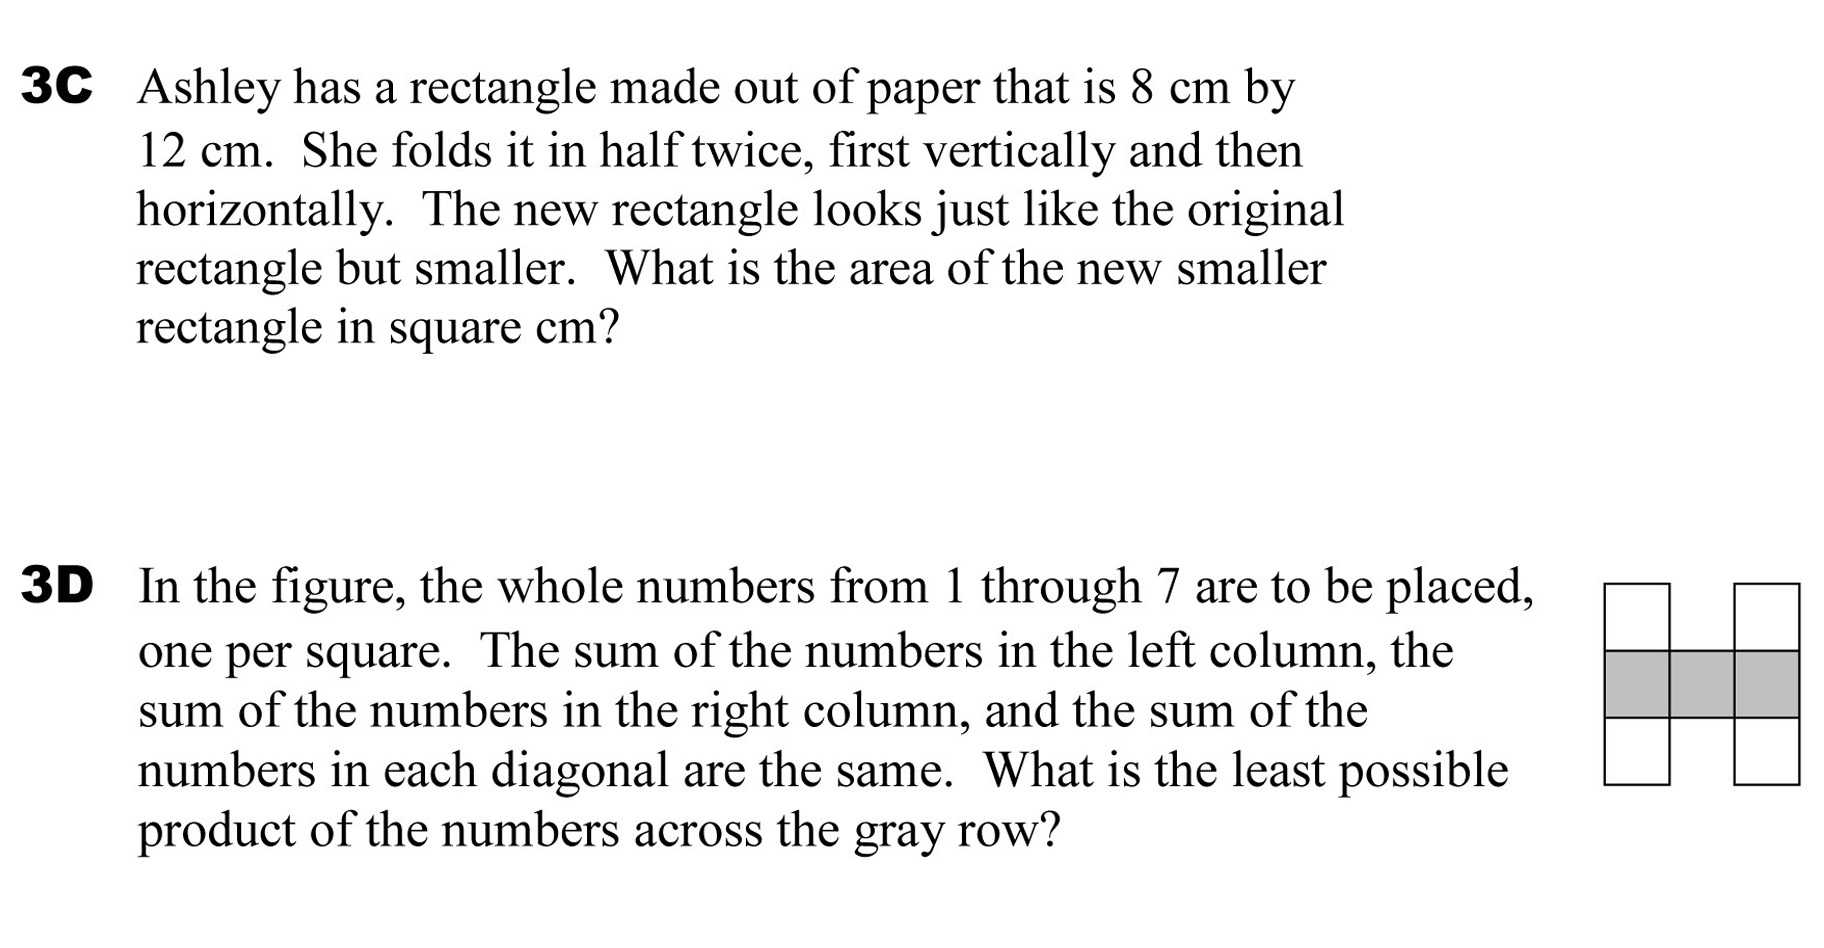 3C Ashley has a rectangle made out of paper that is 8 cm by
12 cm. She folds it in half twice, first vertically and then
horizontally. The new rectangle looks just like the original
rectangle but smaller. What is the area of the new smaller
rectangle in square cm?
3D In the figure, the whole numbers from 1 through 7 are to be placed,
one per square. The sum of the numbers in the left column, the
sum of the numbers in the right column, and the sum of the
numbers in each diagonal are the same. What is the least possible
product of the numbers across the gray row?